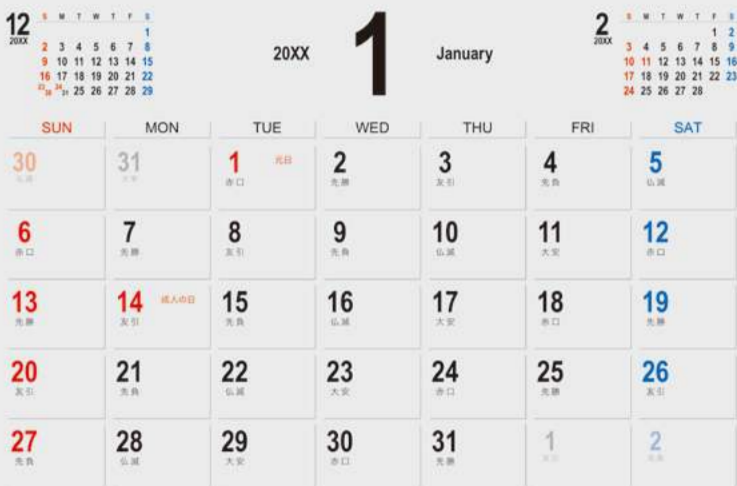 12
20XX
S M T W T F S
1
2 3 4 5 6 7 8
9 10 11 12 13 14 15
16 17 18 19 20 21 22
23/30 24/31 25 26 27 28 29
20XX 1 January
2
20XX
S M T W T F S
1 2
3 4 5 6 7 8 9
10 11 12 13 14 15 16
17 18 19 20 21 22 23
24 25 26 27 28
SUN MON TUE WED THU FRI SAT
30 31 1 元日 2 3 4 5
仏滅 大安 赤口 先勝 友引 先負 仏滅
6 7 8 9 10 11 12
赤口 先勝 友引 先負 仏滅 大安 赤口
13 14 成人の日 15 16 17 18 19
先勝 友引 先負 仏滅 大安 赤口 先勝
20 21 22 23 24 25 26
友引 先負 仏滅 大安 赤口 先勝 友引
27 28 29 30 31 1 2
先負 仏滅 大安 赤口 先勝